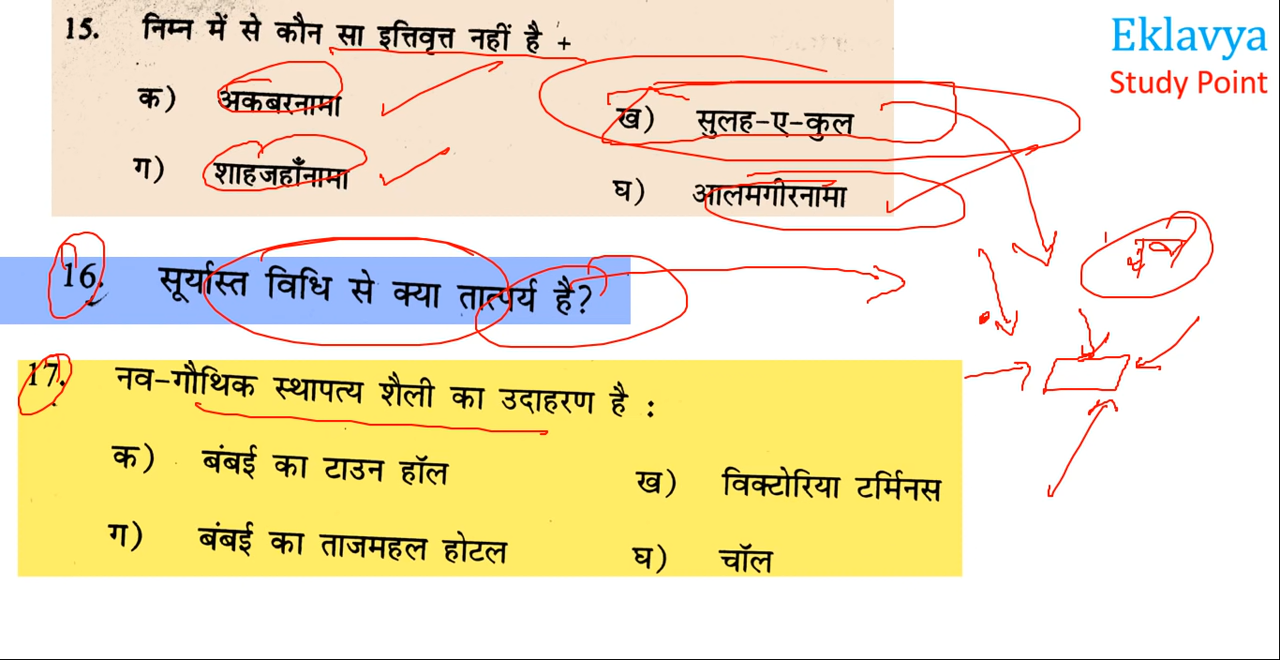 15. निम्न में से कौन सा इत्तिवृत्त नहीं है +
Eklavya
Study Point
क) अकबरनामा
ख) सुलह-ए-कुल
ग) शाहजहाँनामा
घ) आलमगीरनामा
16. सूर्यास्त विधि से क्या तात्पर्य है?
17. नव-गौथिक स्थापत्य शैली का उदाहरण है :
क) बंबई का टाउन हॉल
ख) विक्टोरिया टर्मिनस
ग) बंबई का ताजमहल होटल
घ) चॉल